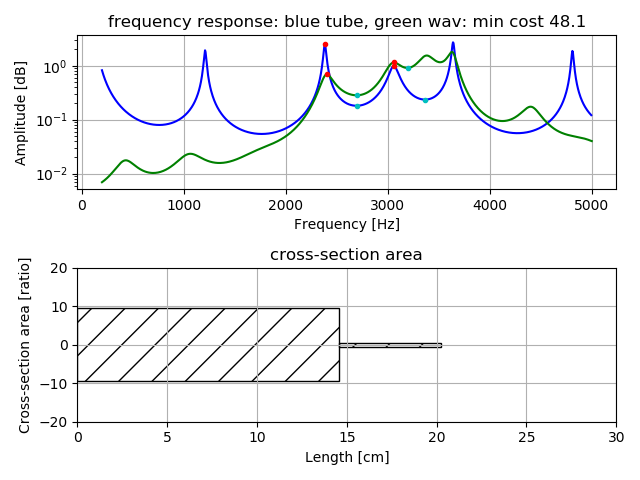 frequency response: blue tube, green wav: min cost 48.1
Amplitude [dB]
10⁰
10⁻¹
10⁻²
0 1000 2000 3000 4000 5000
Frequency [Hz]
cross-section area
Cross-section area [ratio]
20
10
0
−10
−20
0 5 10 15 20 25 30
Length [cm]